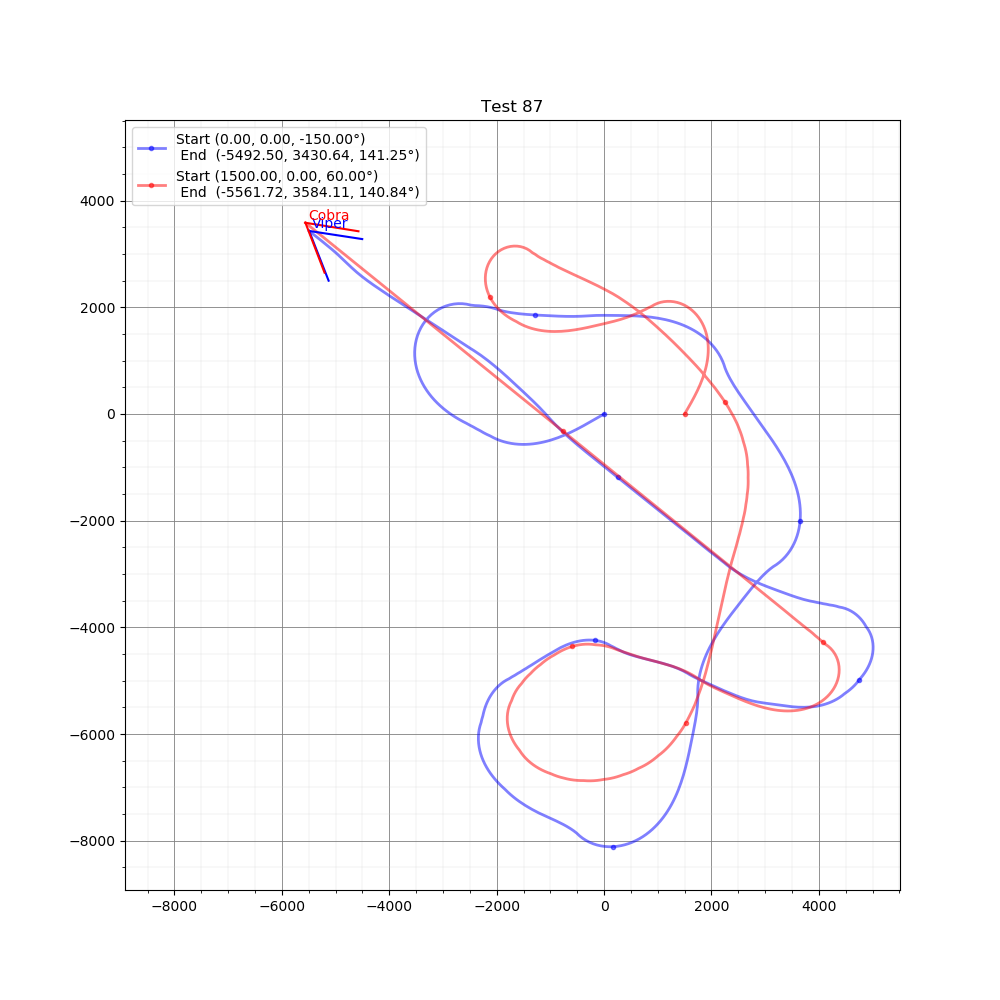 Test 87
Start (0.00, 0.00, -150.00°)
End (-5492.50, 3430.64, 141.25°)
Start (1500.00, 0.00, 60.00°)
End (-5561.72, 3584.11, 140.84°)
Cobra
Viper
4000
2000
0
−2000
−4000
−6000
−8000
−8000 −6000 −4000 −2000 0 2000 4000